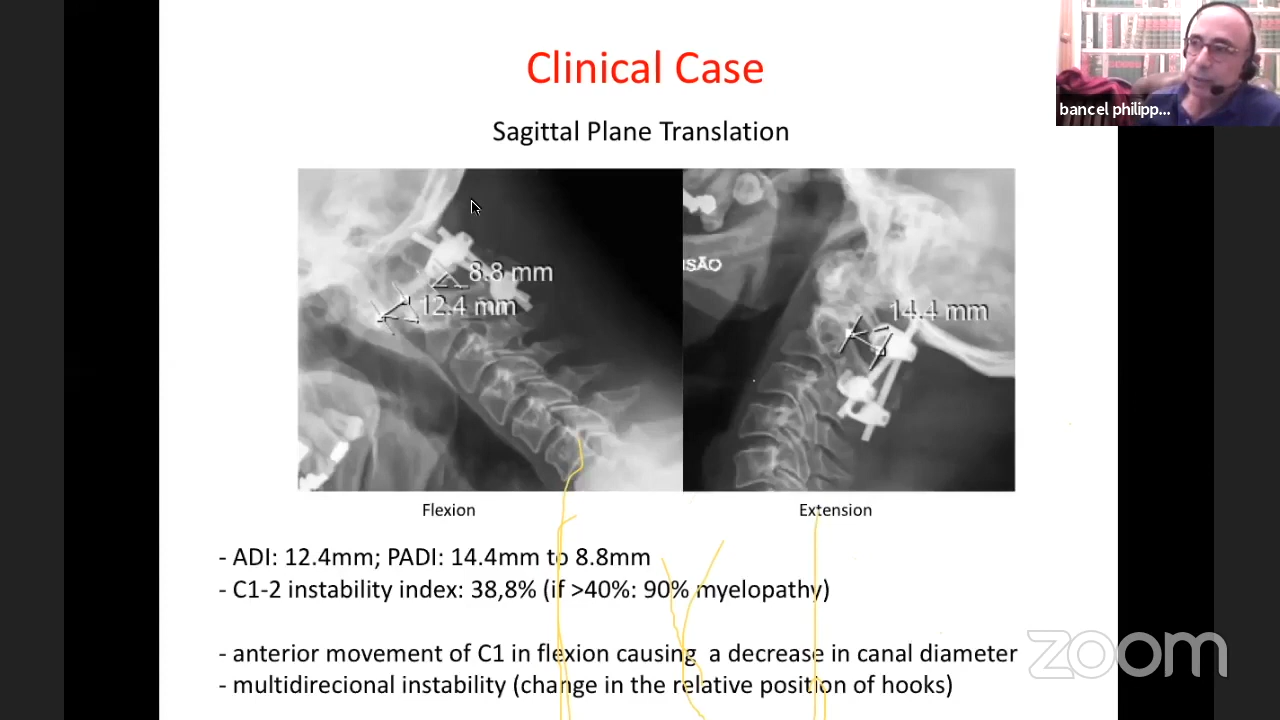 Clinical Case
bancel philipp...
Sagittal Plane Translation
8.8 mm
12.4 mm
SÃO
14.4 mm
Flexion
Extension
- ADI: 12.4mm; PADI: 14.4mm to 8.8mm
- C1-2 instability index: 38,8% (if >40%: 90% myelopathy)
- anterior movement of C1 in flexion causing a decrease in canal diameter
- multidirecional instability (change in the relative position of hooks)
zoom